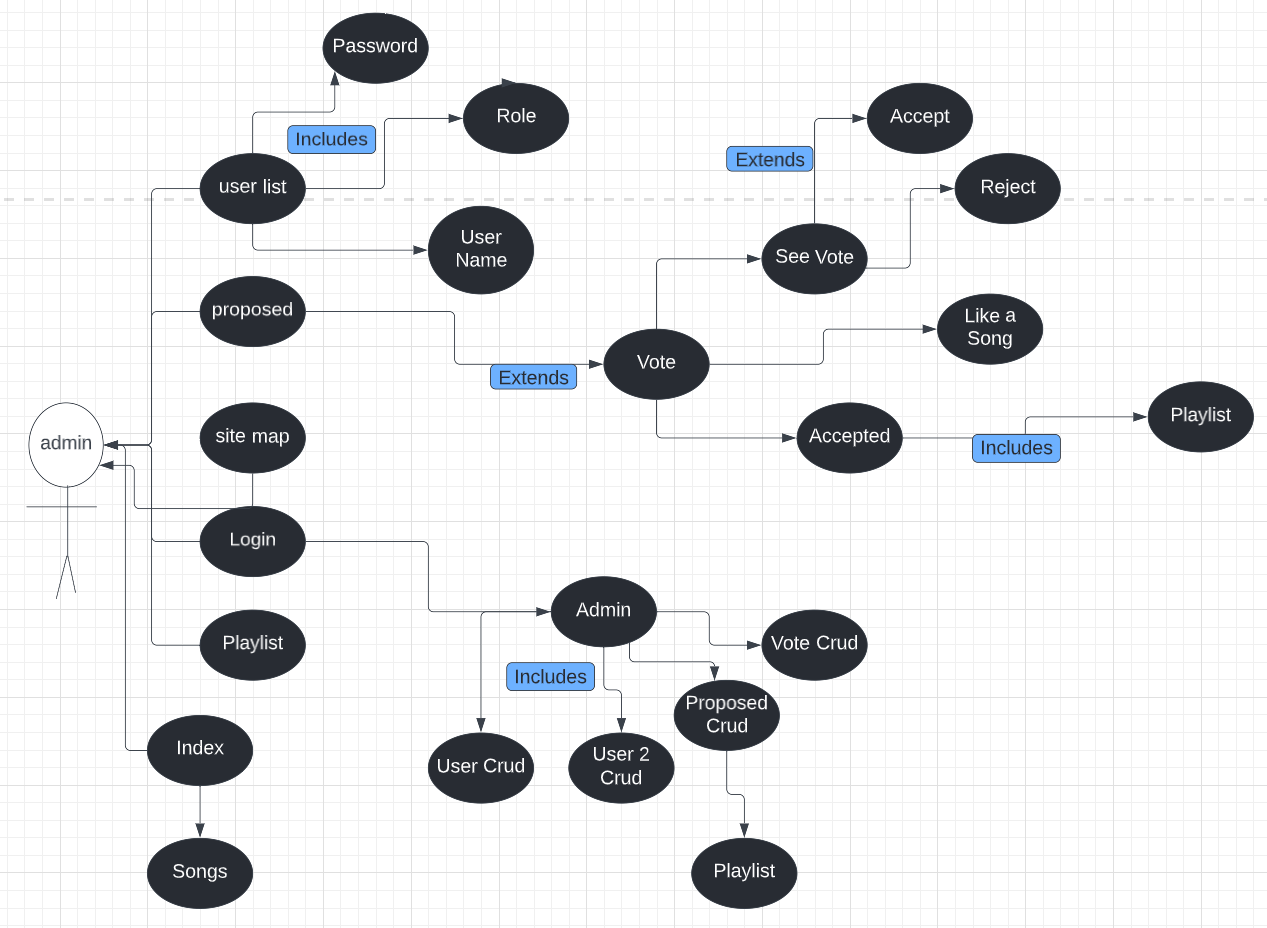 Password
Role
Accept
Includes
Extends
user list
Reject
User
Name
See Vote
proposed
Like a
Song
Vote
Extends
Playlist
admin
site map
Accepted
Includes
Login
Admin
Playlist
Vote Crud
Includes
Proposed
Crud
Index
User Crud
User 2
Crud
Songs
Playlist